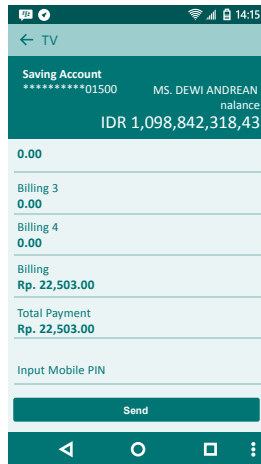 14:15
TV
Saving Account
**********01500 MS. DEWI ANDREAN
nalance
IDR 1,098,842,318,43
0.00
Billing 3
0.00
Billing 4
0.00
Billing
Rp. 22,503.00
Total Payment
Rp. 22,503.00
Input Mobile PIN
Send